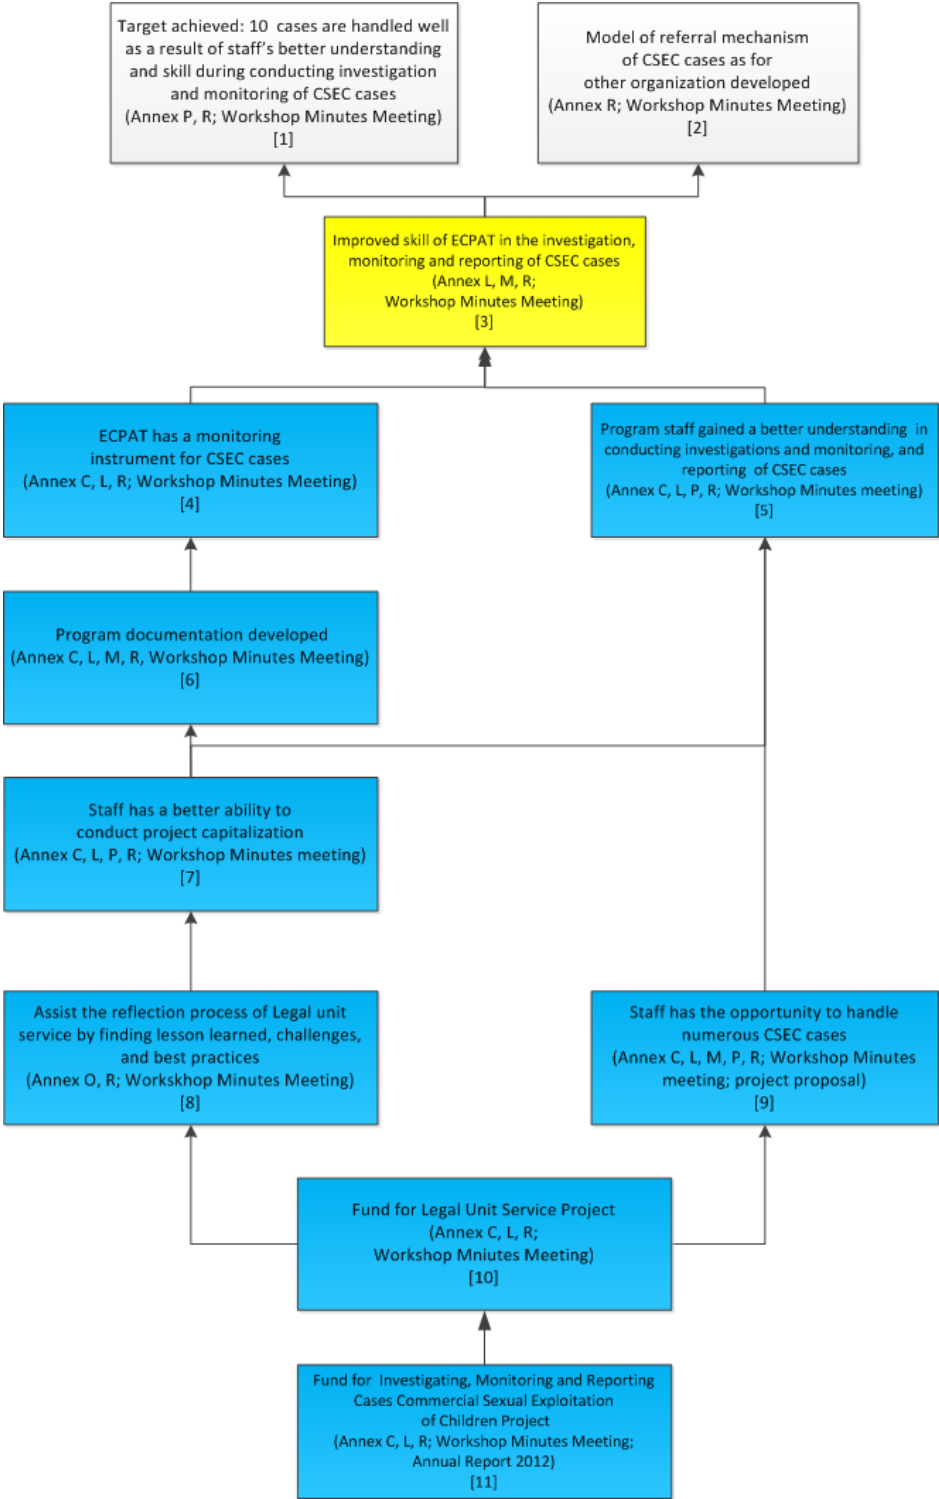 Target achieved: 10 cases are handled well
as a result of staff's better understanding
and skill during conducting investigation
and monitoring of CSEC cases
(Annex P, R; Workshop Minutes Meeting)
[1]
Model of referral mechanism
of CSEC cases as for
other organization developed
(Annex R; Workshop Minutes Meeting)
[2]
Improved skill of ECPAT in the investigation,
monitoring and reporting of CSEC cases
(Annex L, M, R;
Workshop Minutes Meeting)
[3]
ECPAT has a monitoring
instrument for CSEC cases
(Annex C, L, R; Workshop Minutes Meeting)
[4]
Program staff gained a better understanding in
conducting investigations and monitoring, and
reporting of CSEC cases
(Annex C, L, P, R; Workshop Minutes meeting)
[5]
Program documentation developed
(Annex C, L, M, R, Workshop Minutes Meeting)
[6]
Staff has a better ability to
conduct project capitalization
(Annex C, L, P, R; Workshop Minutes meeting)
[7]
Assist the reflection process of Legal unit
service by finding lesson learned, challenges,
and best practices
(Annex O, R; Workskhop Minutes Meeting)
[8]
Staff has the opportunity to handle
numerous CSEC cases
(Annex C, L, M, P, R; Workshop Minutes
meeting; project proposal)
[9]
Fund for Legal Unit Service Project
(Annex C, L, R;
Workshop Mniutes Meeting)
[10]
Fund for Investigating, Monitoring and Reporting
Cases Commercial Sexual Exploitation
of Children Project
(Annex C, L, R; Workshop Minutes Meeting;
Annual Report 2012)
[11]